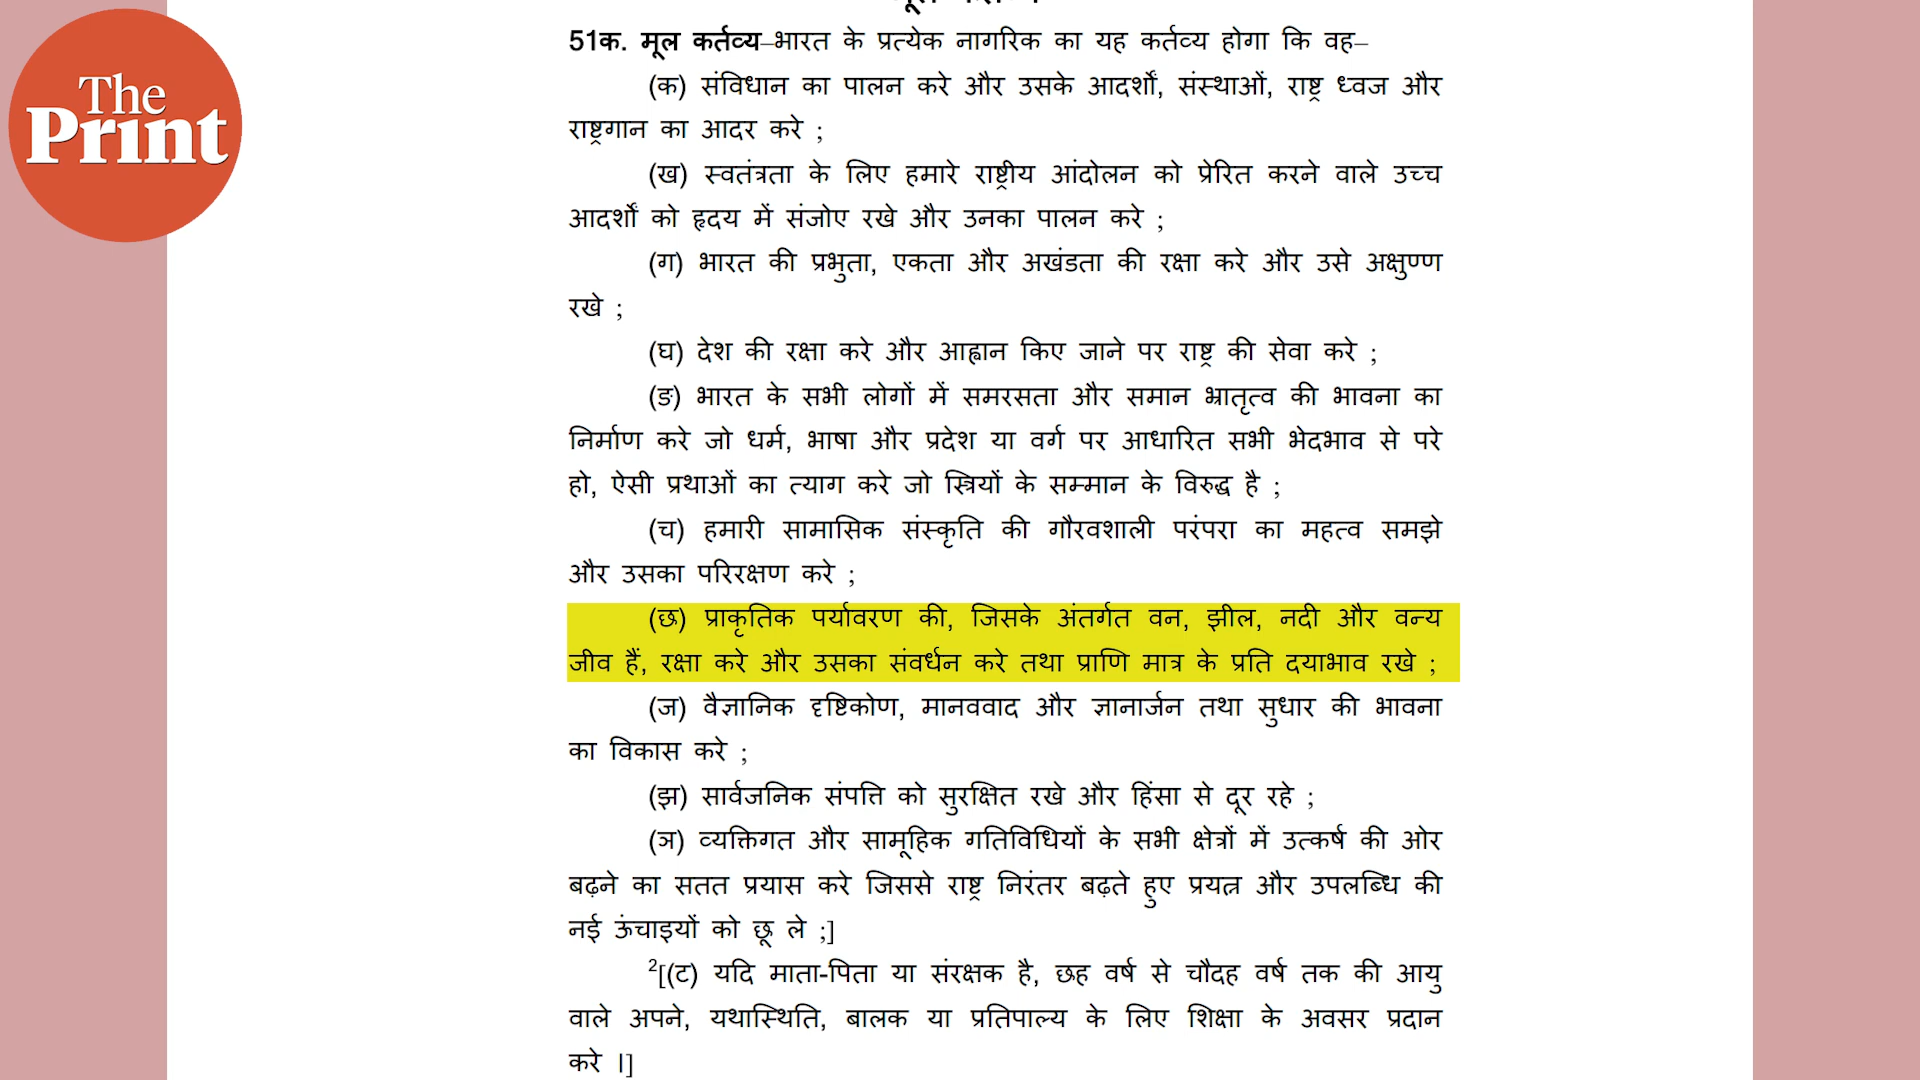 The
Print
51क. मूल कर्तव्य–भारत के प्रत्येक नागरिक का यह कर्तव्य होगा कि वह–
(क) संविधान का पालन करे और उसके आदर्शों, संस्थाओं, राष्ट्र ध्वज और
राष्ट्रगान का आदर करे ;
(ख) स्वतंत्रता के लिए हमारे राष्ट्रीय आंदोलन को प्रेरित करने वाले उच्च
आदर्शों को हृदय में संजोए रखे और उनका पालन करे ;
(ग) भारत की प्रभुता, एकता और अखंडता की रक्षा करे और उसे अक्षुण्ण
रखे ;
(घ) देश की रक्षा करे और आह्वान किए जाने पर राष्ट्र की सेवा करे ;
(ङ) भारत के सभी लोगों में समरसता और समान भ्रातृत्व की भावना का
निर्माण करे जो धर्म, भाषा और प्रदेश या वर्ग पर आधारित सभी भेदभाव से परे
हो, ऐसी प्रथाओं का त्याग करे जो स्त्रियों के सम्मान के विरुद्ध है ;
(च) हमारी सामासिक संस्कृति की गौरवशाली परंपरा का महत्व समझे
और उसका परिरक्षण करे ;
(छ) प्राकृतिक पर्यावरण की, जिसके अंतर्गत वन, झील, नदी और वन्य
जीव हैं, रक्षा करे और उसका संवर्धन करे तथा प्राणि मात्र के प्रति दयाभाव रखे ;
(ज) वैज्ञानिक दृष्टिकोण, मानववाद और ज्ञानार्जन तथा सुधार की भावना
का विकास करे ;
(झ) सार्वजनिक संपत्ति को सुरक्षित रखे और हिंसा से दूर रहे ;
(ञ) व्यक्तिगत और सामूहिक गतिविधियों के सभी क्षेत्रों में उत्कर्ष की ओर
बढ़ने का सतत प्रयास करे जिससे राष्ट्र निरंतर बढ़ते हुए प्रयत्न और उपलब्धि की
नई ऊंचाइयों को छू ले ;]
2[(ट) यदि माता-पिता या संरक्षक है, छह वर्ष से चौदह वर्ष तक की आयु
वाले अपने, यथास्थिति, बालक या प्रतिपाल्य के लिए शिक्षा के अवसर प्रदान
करे ।]